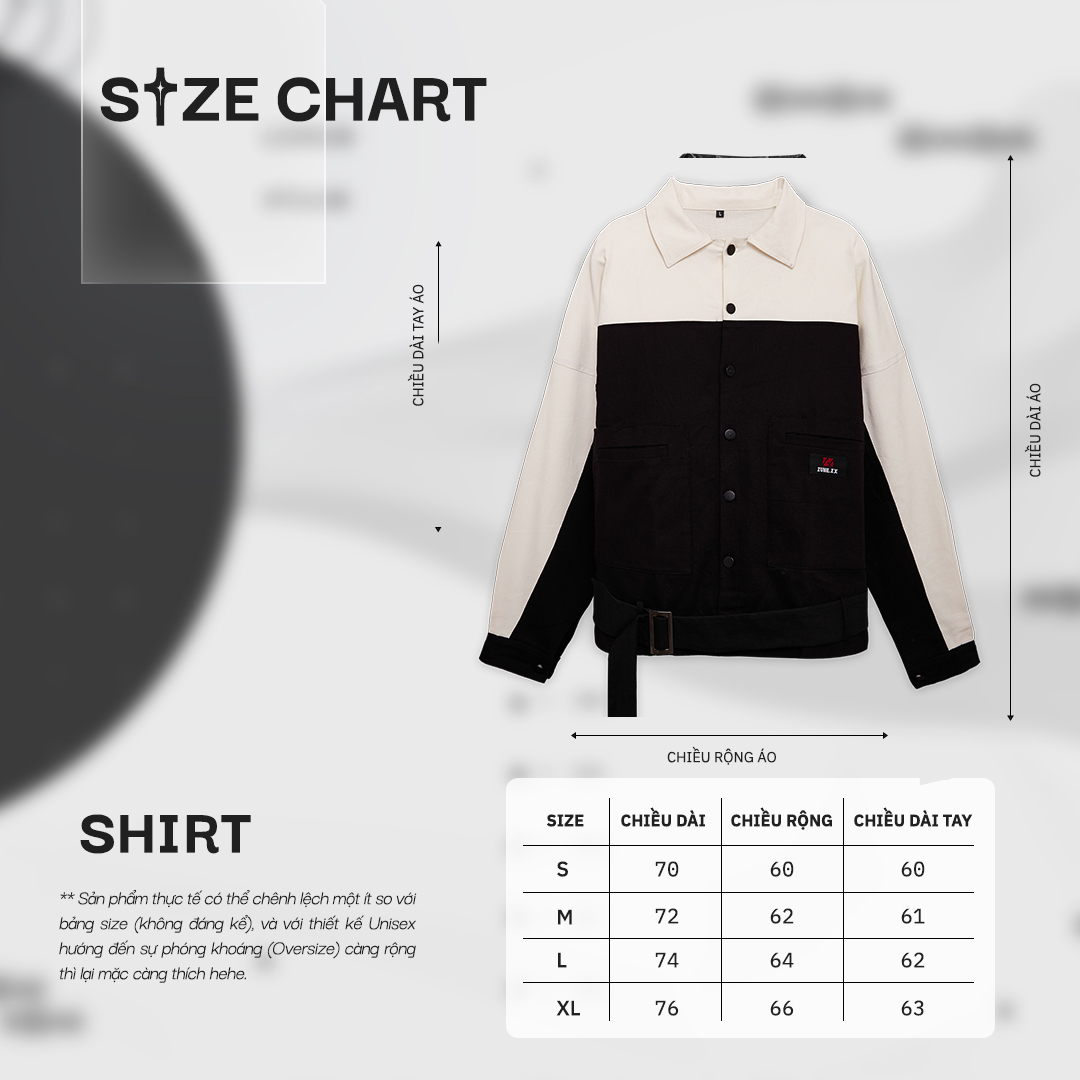 S†ZE CHART
CHIỀU DÀI TAY ÁO
L
ZUNE.ZX
CHIỀU DÀI ÁO
CHIỀU RỘNG ÁO
SHIRT
** Sản phẩm thực tế có thể chênh lệch một ít so với
bảng size (không đáng kể), và với thiết kế Unisex
hướng đến sự phóng khoáng (Oversize) càng rộng
thì lại mặc càng thích hehe.
SIZE CHIỀU DÀI CHIỀU RỘNG CHIỀU DÀI TAY
S 70 60 60
M 72 62 61
L 74 64 62
XL 76 66 63